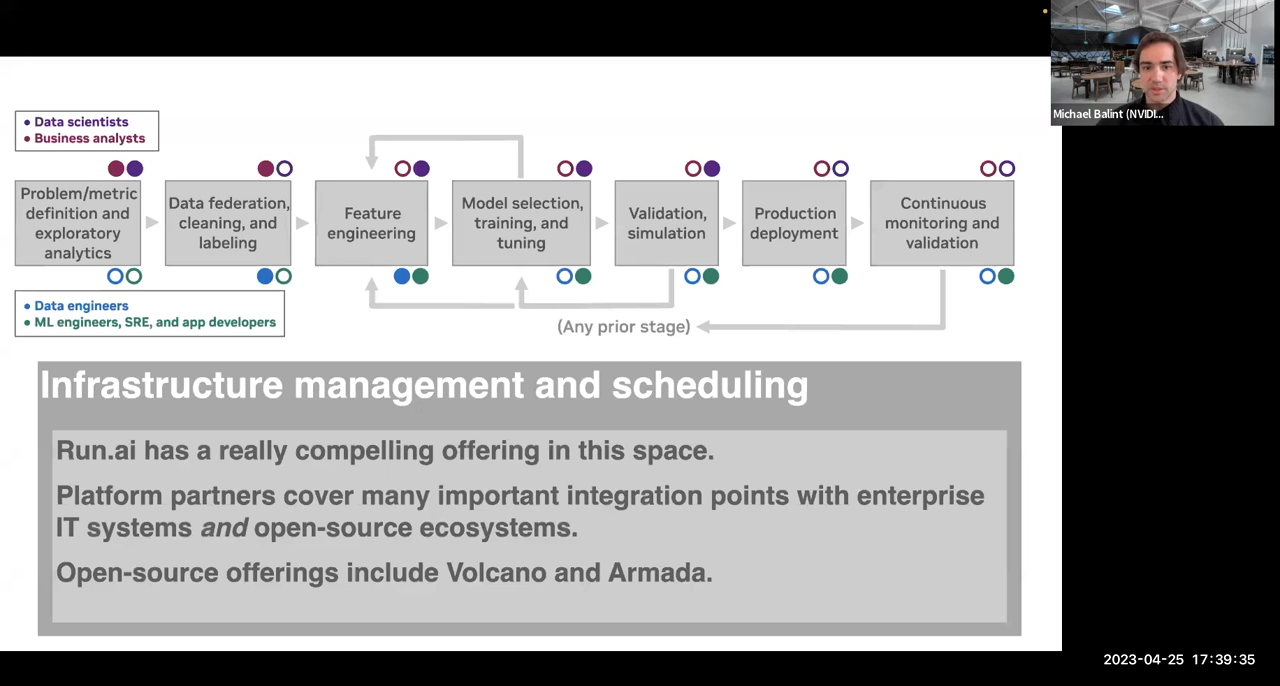 Michael Balint (NVIDI...
• Data scientists
• Business analysts
Problem/metric
definition and
exploratory
analytics
Data federation,
cleaning, and
labeling
Feature
engineering
Model selection,
training, and
tuning
Validation,
simulation
Production
deployment
Continuous
monitoring and
validation
• Data engineers
• ML engineers, SRE, and app developers
(Any prior stage)
Infrastructure management and scheduling
Run.ai has a really compelling offering in this space.
Platform partners cover many important integration points with enterprise
IT systems and open-source ecosystems.
Open-source offerings include Volcano and Armada.
2023-04-25 17:39:35